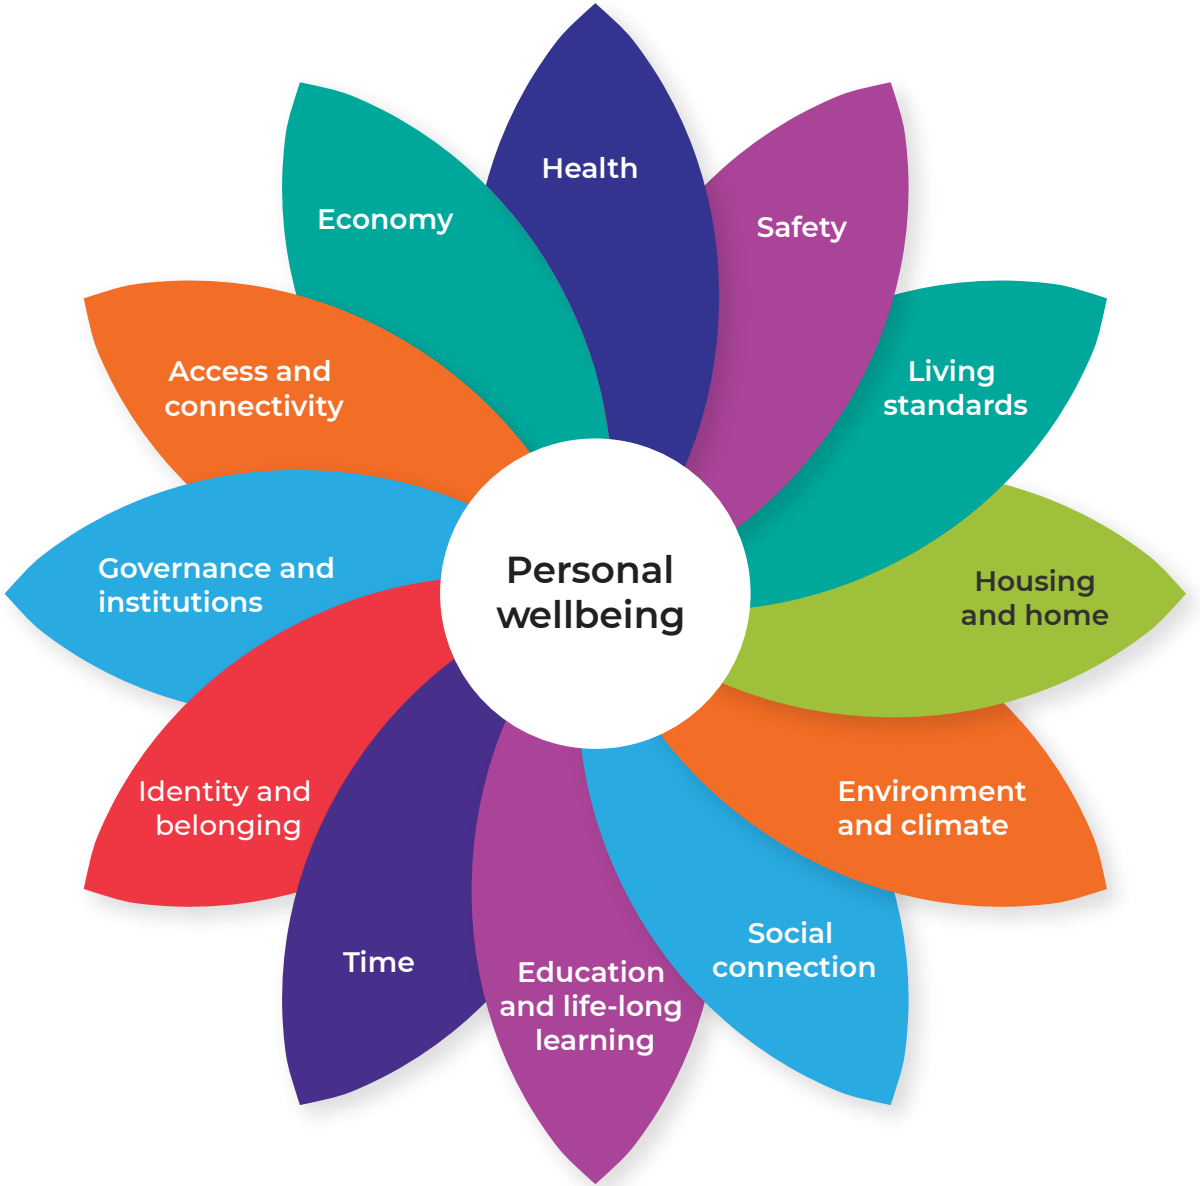 Health
Safety
Living
standards
Housing
and home
Environment
and climate
Social
connection
Education
and life-long
learning
Time
Identity and
belonging
Governance and
institutions
Access and
connectivity
Economy
Personal
wellbeing